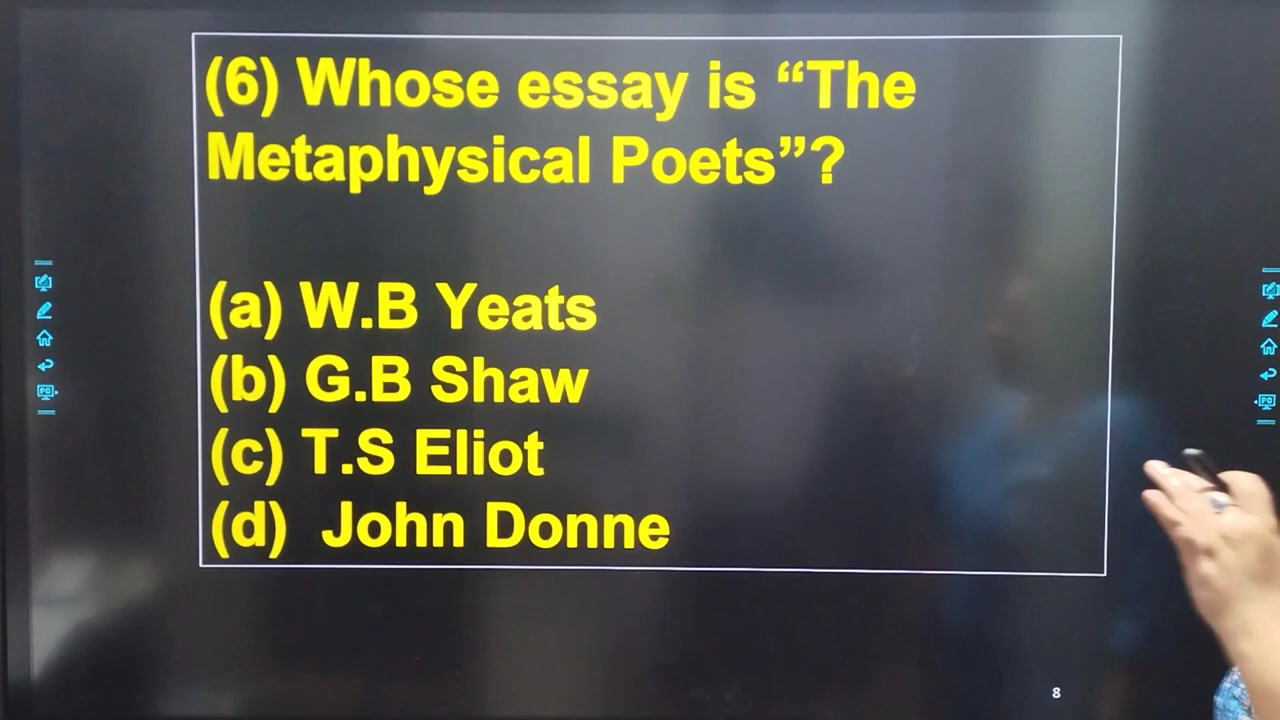 (6) Whose essay is “The
Metaphysical Poets”?
(a) W.B Yeats
(b) G.B Shaw
(c) T.S Eliot
(d) John Donne
8